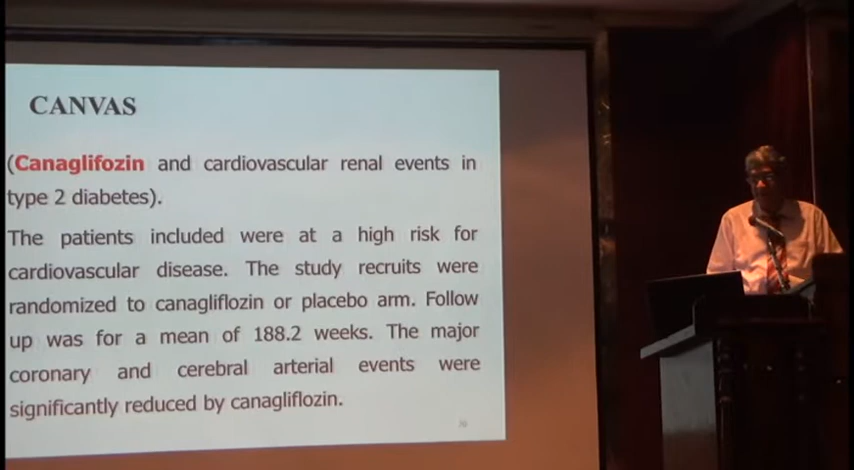 CANVAS
(Canaglifozin and cardiovascular renal events in
type 2 diabetes).
The patients included were at a high risk for
cardiovascular disease. The study recruits were
randomized to canagliflozin or placebo arm. Follow
up was for a mean of 188.2 weeks. The major
coronary and cerebral arterial events were
significantly reduced by canagliflozin.